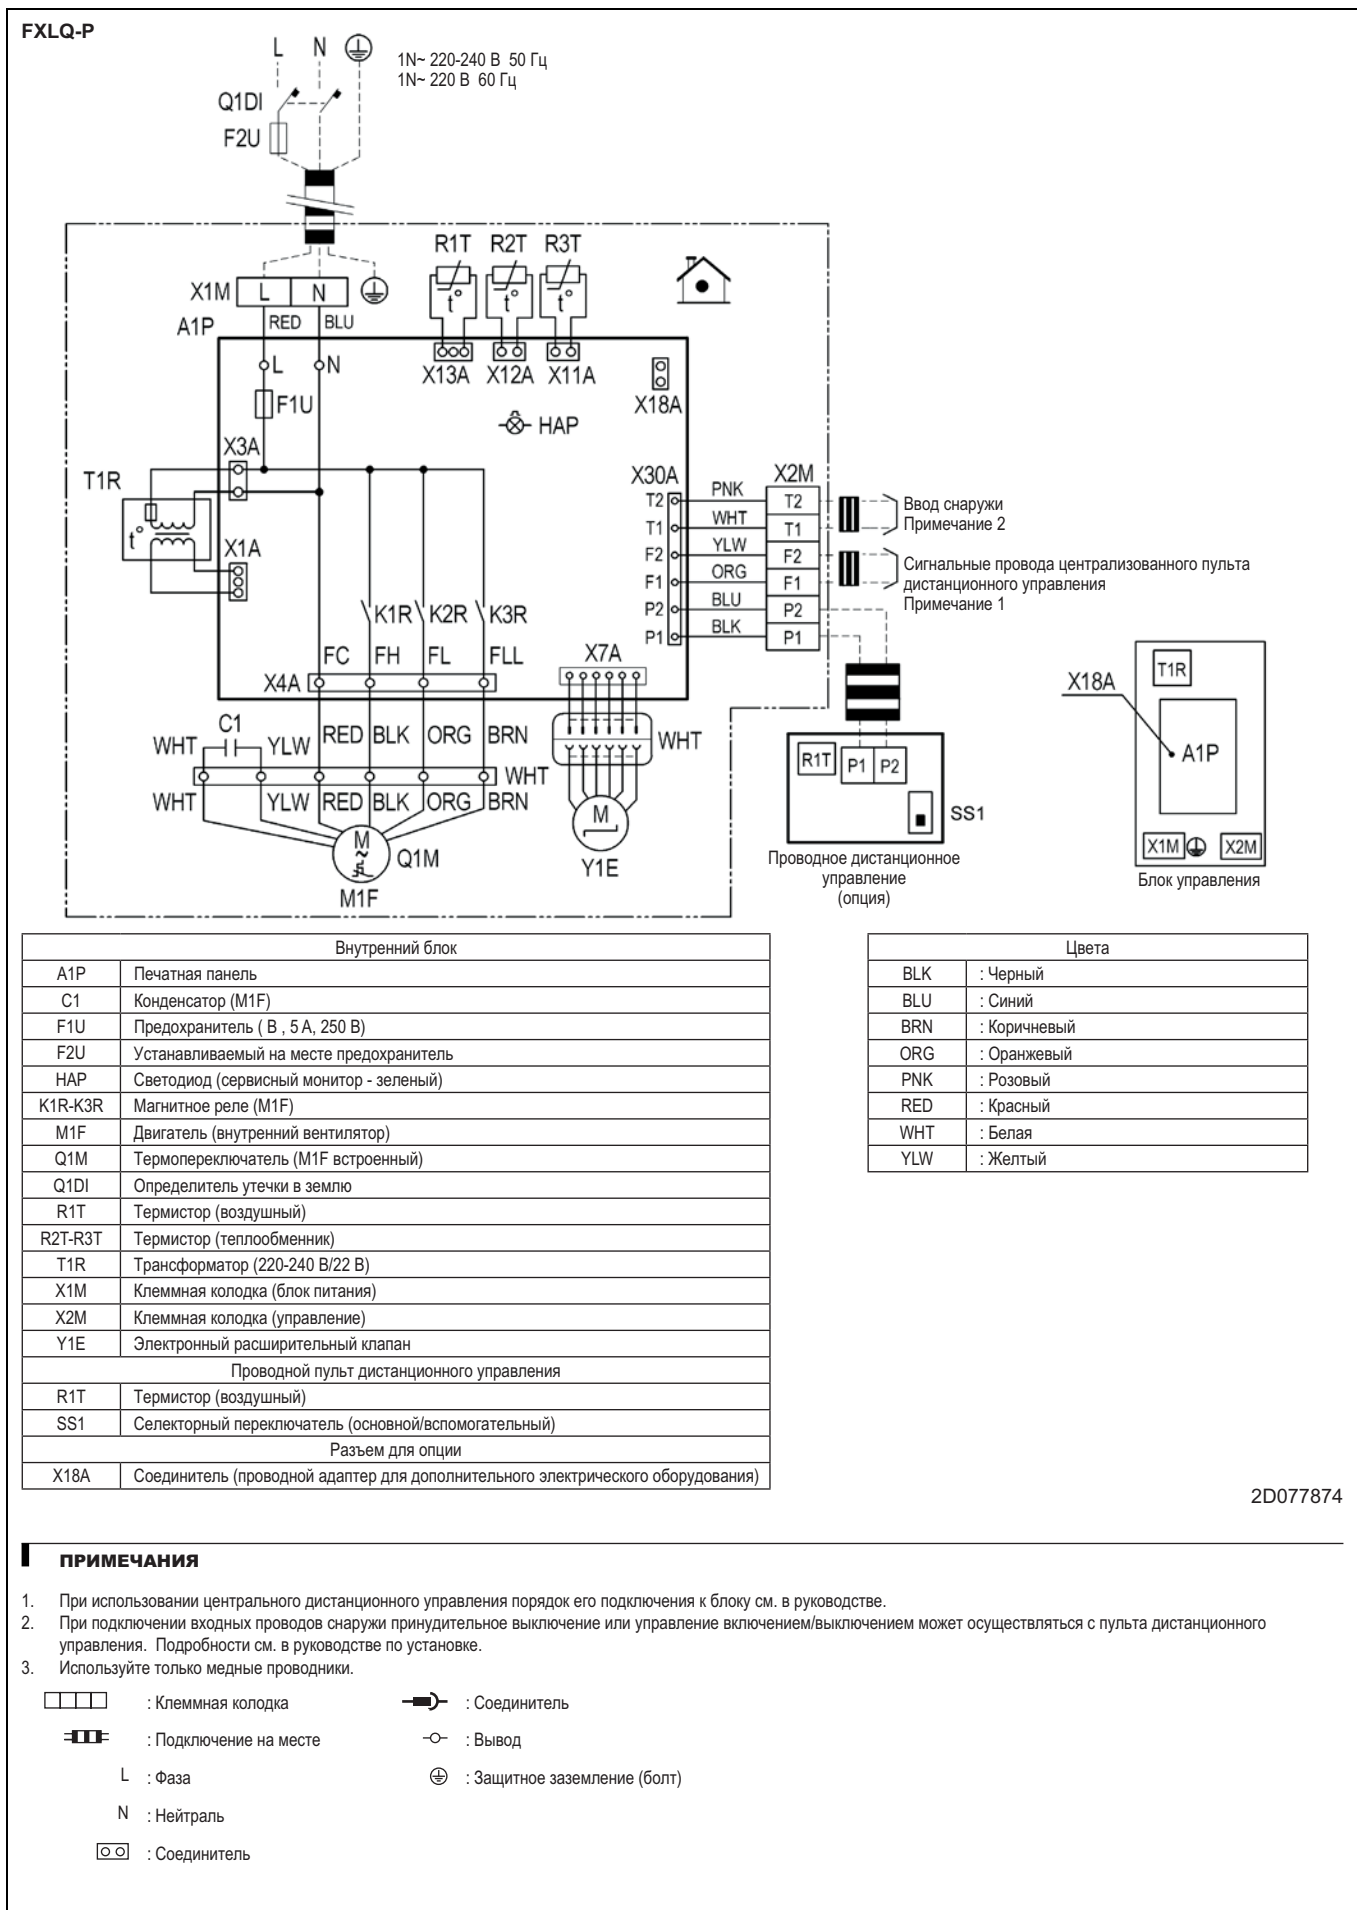 FXLQ-P
L N
1N~ 220-240 В 50 Гц
1N~ 220 В 60 Гц
Q1DI
F2U
R1T R2T R3T
X1M L N
A1P RED BLU
L N
X13A X12A X11A
X18A
F1U
HAP
X3A
T1R
t°
t°
t°
t°
X1A
X30A X2M
T2 PNK T2
T1 WHT T1
F2 YLW F2
F1 ORG F1
P2 BLU P2
P1 BLK P1
Ввод снаружи
Примечание 2
Сигнальные провода централизованного пульта
дистанционного управления
Примечание 1
K1R K2R K3R
FC FH FL FLL
X4A
X7A
C1
WHT YLW RED BLK ORG BRN
WHT
WHT
WHT YLW RED BLK ORG BRN
M
~
Q1M
M1F
M
Y1E
R1T P1 P2
SS1
Проводное дистанционное
управление
(опция)
X18A
T1R
A1P
X1M X2M
Блок управления
Внутренний блок
A1P Печатная панель
C1 Конденсатор (M1F)
F1U Предохранитель ( В , 5 А, 250 В)
F2U Устанавливаемый на месте предохранитель
HAP Светодиод (сервисный монитор - зеленый)
K1R-K3R Магнитное реле (M1F)
M1F Двигатель (внутренний вентилятор)
Q1M Термопереключатель (M1F встроенный)
Q1DI Определитель утечки в землю
R1T Термистор (воздушный)
R2T-R3T Термистор (теплообменник)
T1R Трансформатор (220-240 В/22 В)
X1M Клеммная колодка (блок питания)
X2M Клеммная колодка (управление)
Y1E Электронный расширительный клапан
Проводной пульт дистанционного управления
R1T Термистор (воздушный)
SS1 Селекторный переключатель (основной/вспомогательный)
Разъем для опции
X18A Соединитель (проводной адаптер для дополнительного электрического оборудования)
Цвета
BLK : Черный
BLU : Синий
BRN : Коричневый
ORG : Оранжевый
PNK : Розовый
RED : Красный
WHT : Белая
YLW : Желтый
2D077874
ПРИМЕЧАНИЯ
1. При использовании центрального дистанционного управления порядок его подключения к блоку см. в руководстве.
2. При подключении входных проводов снаружи принудительное выключение или управление включением/выключением может осуществляться с пульта дистанционного
управления. Подробности см. в руководстве по установке.
3. Используйте только медные проводники.
: Клеммная колодка
: Соединитель
: Подключение на месте
: Вывод
L : Фаза
: Защитное заземление (болт)
N : Нейтраль
: Соединитель